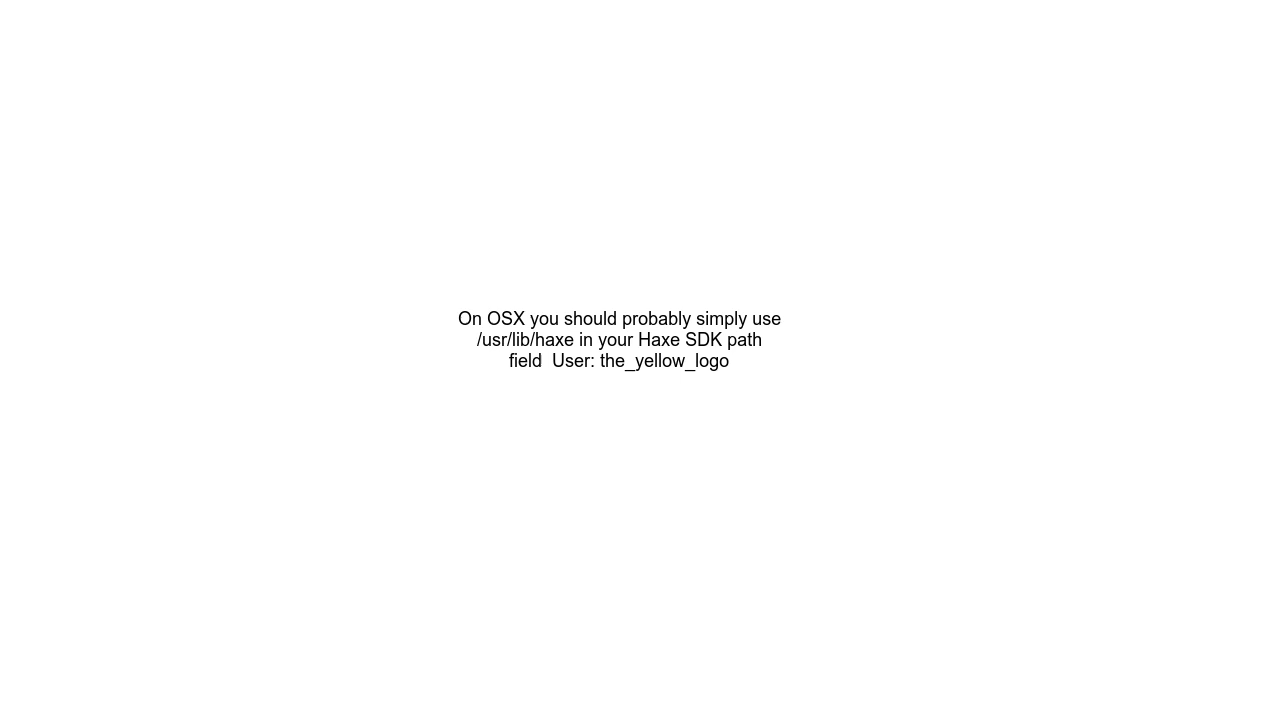 On OSX you should probably simply use
/usr/lib/haxe in your Haxe SDK path
field  User: the_yellow_logo